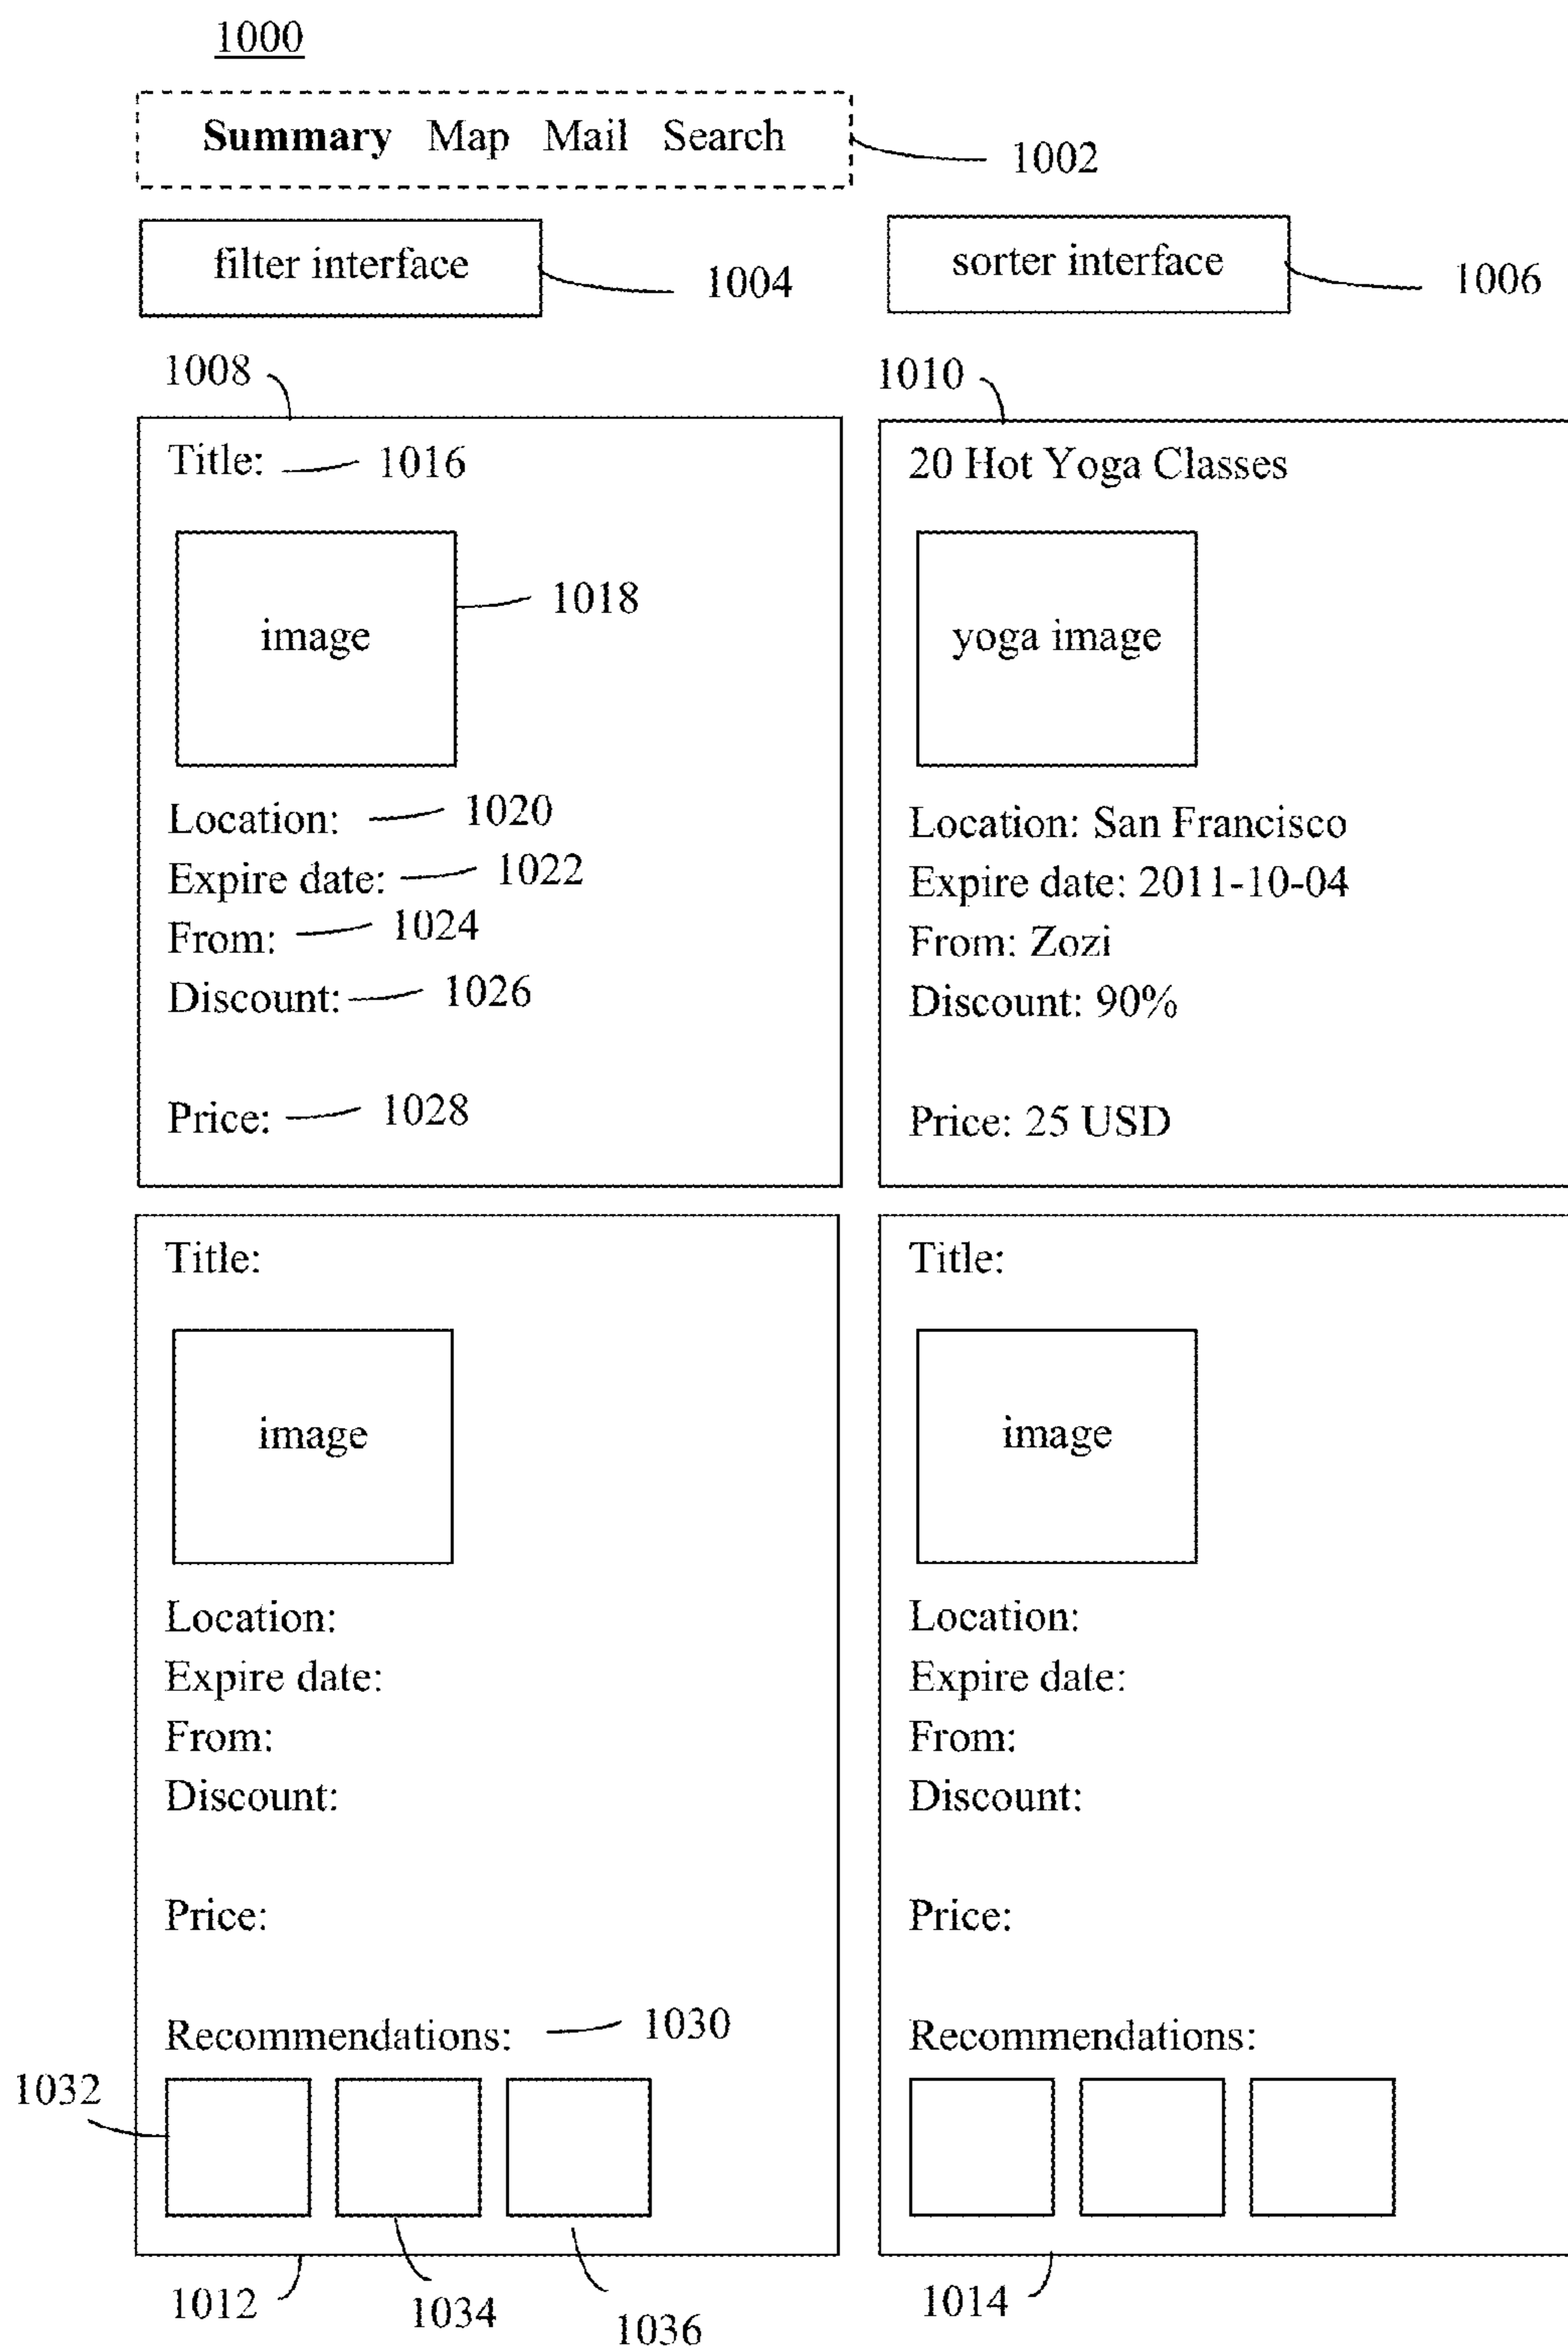 1000
Summary Map Mail Search 1002
filter interface 1004
sorter interface 1006
1008
Title: 1016
image 1018
Location: 1020
Expire date: 1022
From: 1024
Discount: 1026
Price: 1028
1010
20 Hot Yoga Classes
yoga image
Location: San Francisco
Expire date: 2011-10-04
From: Zozi
Discount: 90%
Price: 25 USD
Title:
image
Location:
Expire date:
From:
Discount:
Price:
Recommendations: 1030
1032
1012
1034
1036
Title:
image
Location:
Expire date:
From:
Discount:
Price:
Recommendations:
1014